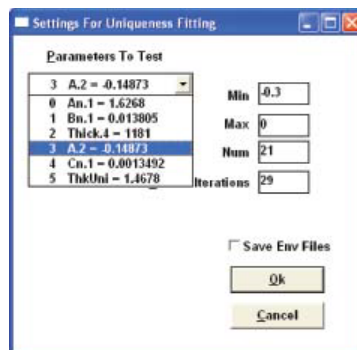 Settings For Uniqueness Fitting
Parameters To Test
3 A.2 = -0.14873
0 An.1 = 1.6268
1 Bn.1 = 0.013805
2 Thick.4 = 1181
3 A.2 = -0.14873
4 Cn.1 = 0.0013492
5 ThkUni = 1.4678
Min -0.3
Max 0
Num 21
Iterations 29
Save Env Files
Ok
Cancel